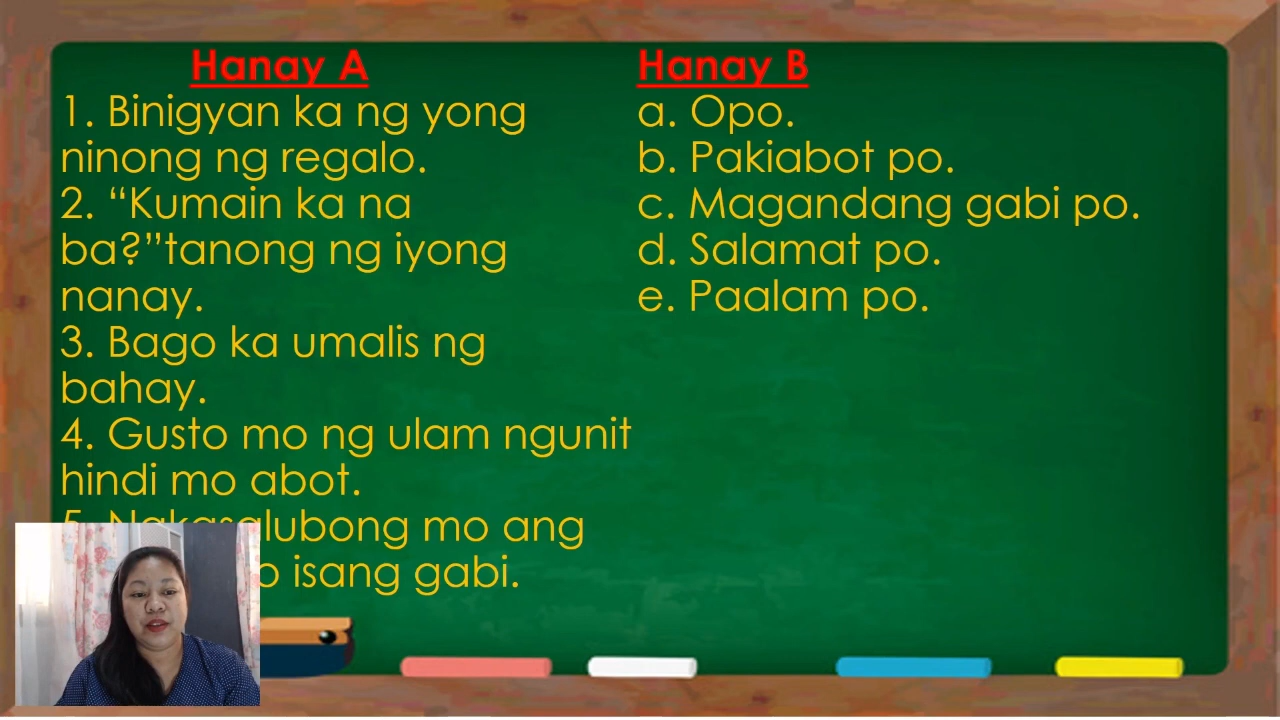 Hanay A
1. Binigyan ka ng yong
ninong ng regalo.
2. “Kumain ka na
ba?”tanong ng iyong
nanay.
3. Bago ka umalis ng
bahay.
4. Gusto mo ng ulam ngunit
hindi mo abot.
5. Nakasalubong mo ang
isang gabi.
Hanay B
a. Opo.
b. Pakiabot po.
c. Magandang gabi po.
d. Salamat po.
e. Paalam po.